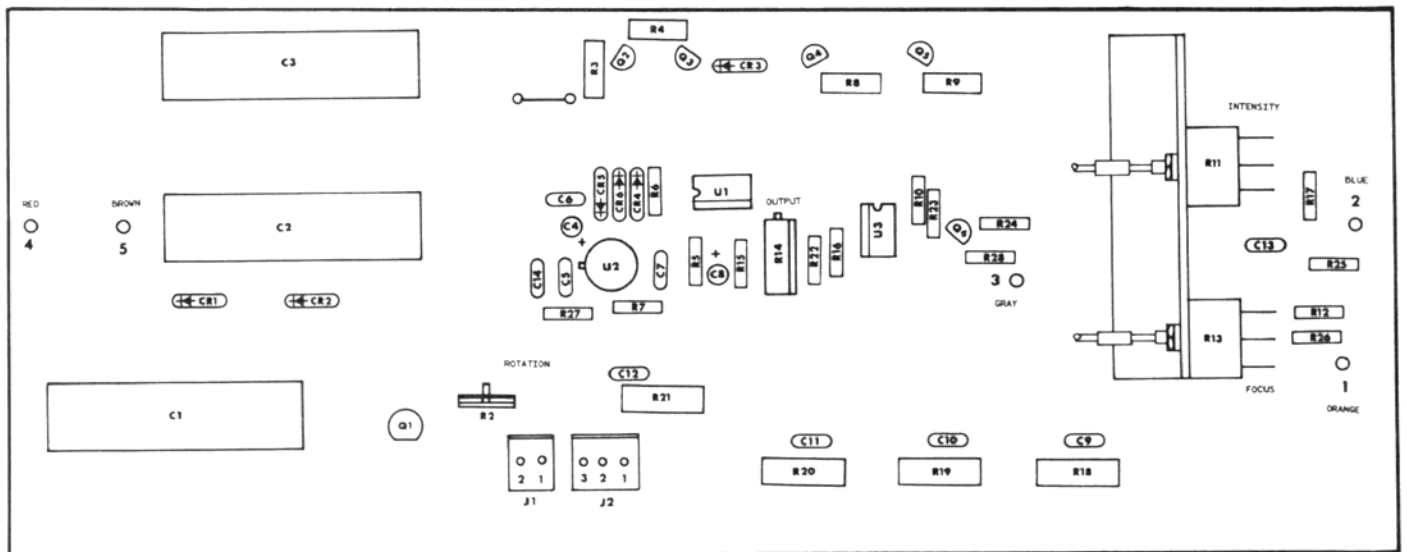 R4
C3
R3
Q2
Q3
CR3
Q4
R8
Q5
R9
INTENSITY
R11
CR5
CR6
CR4
R6
U1
C6
OUTPUT
R10
R23
R17
BLUE
2
RED
4
BROWN
5
C2
C4
+
U2
C7
R5
+
C8
R15
R14
R22
R16
U3
Q6
R24
R28
3
GRAY
C13
R25
C14
C5
CR1
CR2
R27
R7
R12
R13
R26
ROTATION
C12
R21
FOCUS
1
ORANGE
C1
Q1
R2
C11
C10
C9
2 1
3 2 1
R20
R19
R18
J1
J2